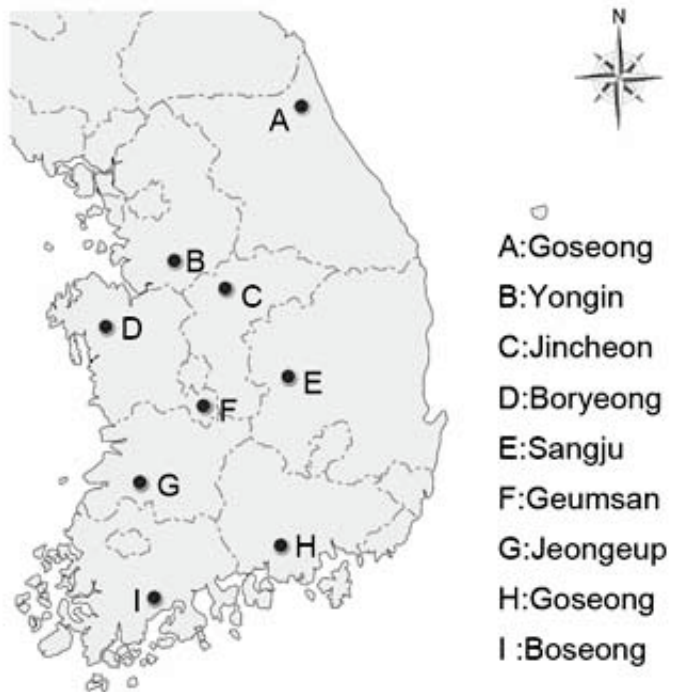 N
A
B
C
D
E
F
G
H
I
A:Goseong
B:Yongin
C:Jincheon
D:Boryeong
E:Sangju
F:Geumsan
G:Jeongeup
H:Goseong
I :Boseong